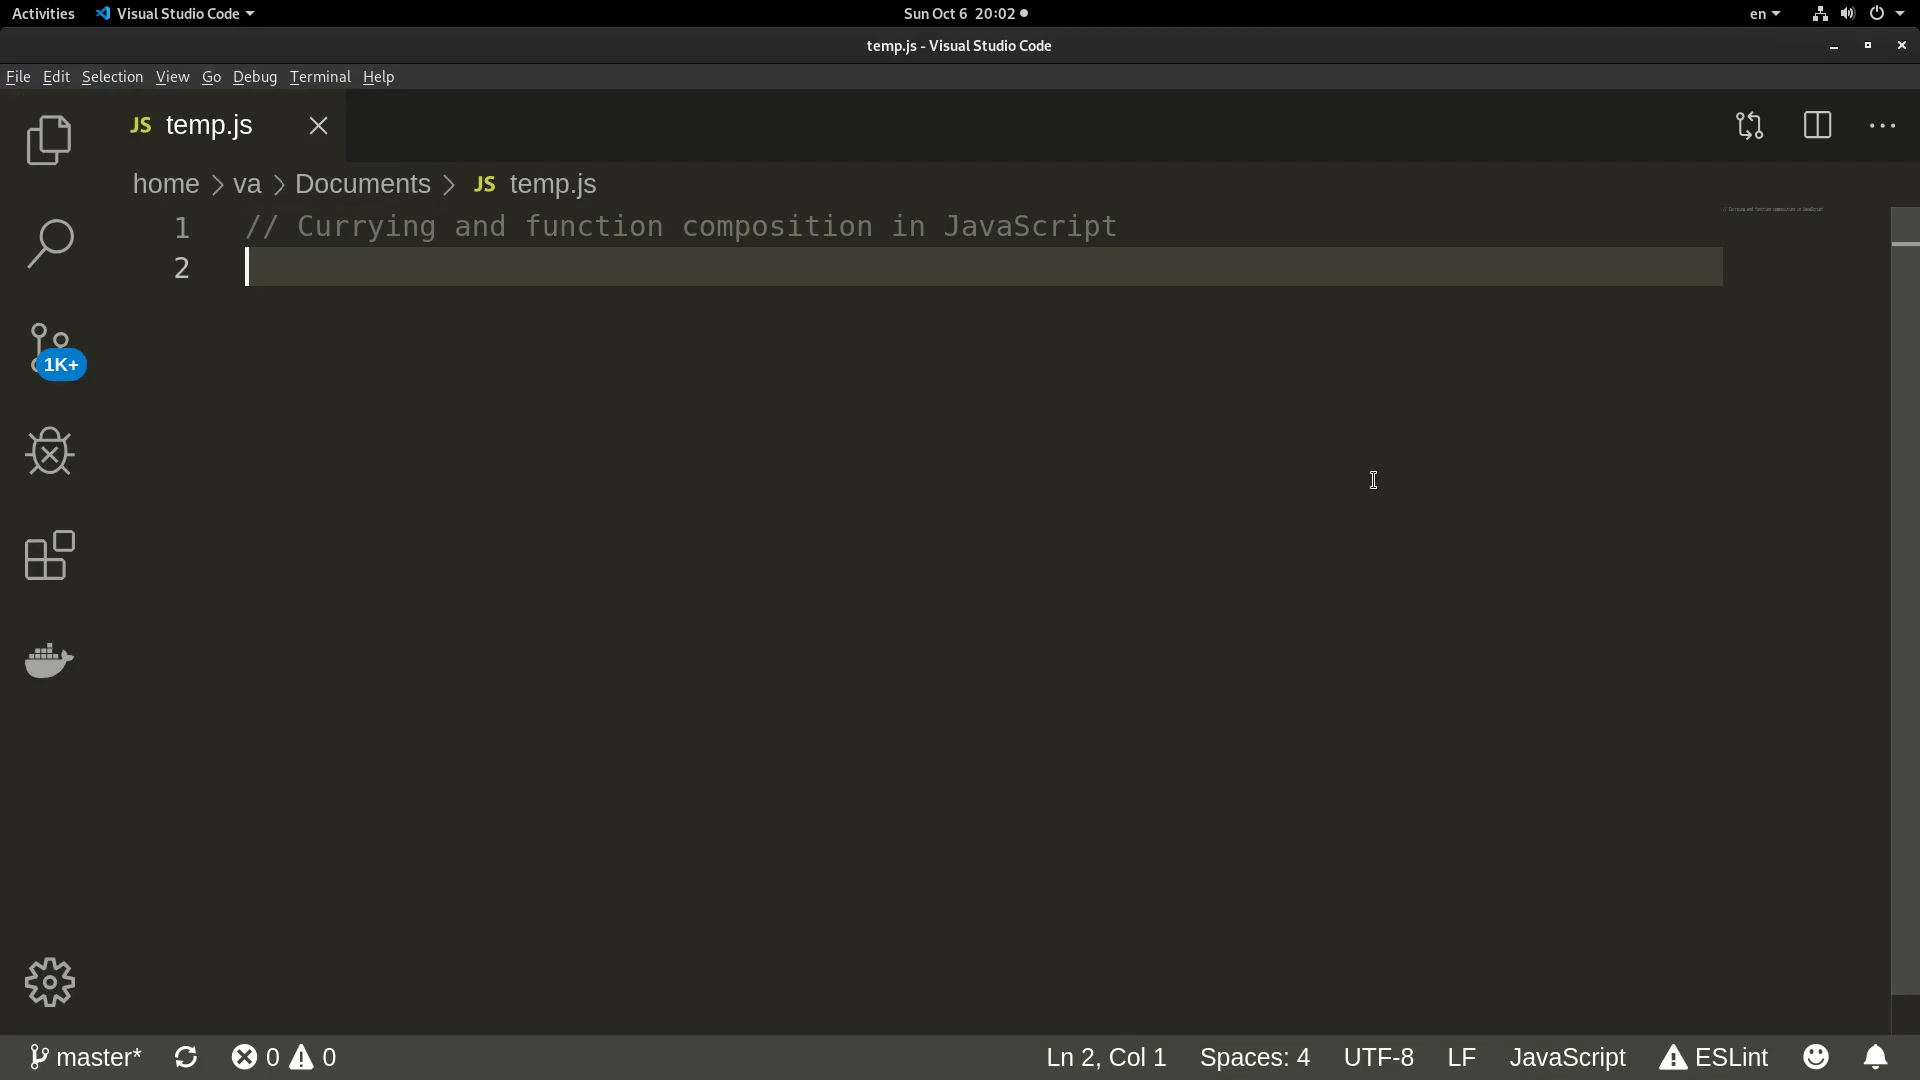 Activities Visual Studio Code Sun Oct 6 20:02 en
temp.js - Visual Studio Code
File Edit Selection View Go Debug Terminal Help
JS temp.js
home > va > Documents > JS temp.js
1 // Currying and function composition in JavaScript
2
1K+
master* 0 0 Ln 2, Col 1 Spaces: 4 UTF-8 LF JavaScript ESLint